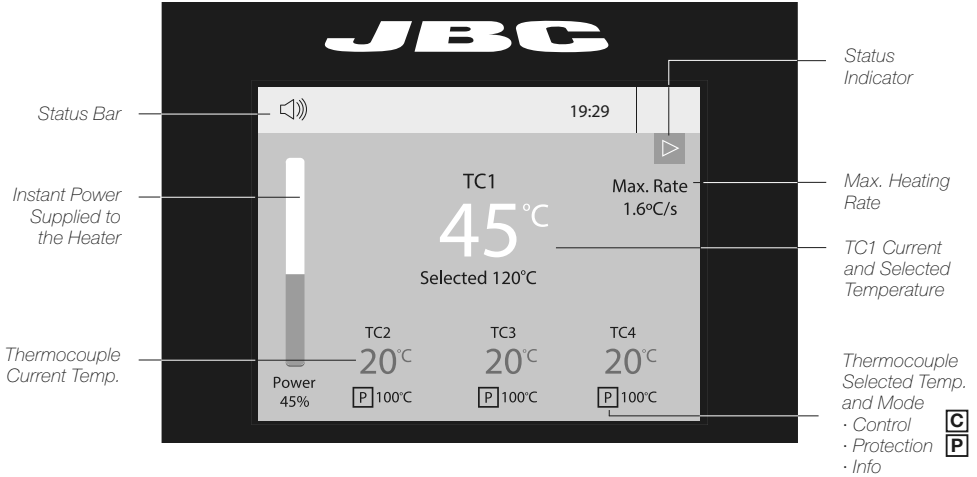 JBC
Status
Indicator
Status Bar
19:29
Instant Power
Supplied to
the Heater
TC1
45°C
Selected 120°C
Max. Rate
1.6ºC/s
Max. Heating
Rate
TC1 Current
and Selected
Temperature
Thermocouple
Current Temp.
Power
45%
TC2
20°C
P 100°C
TC3
20°C
P 100°C
TC4
20°C
P 100°C
Thermocouple
Selected Temp.
and Mode
· Control C
· Protection P
· Info